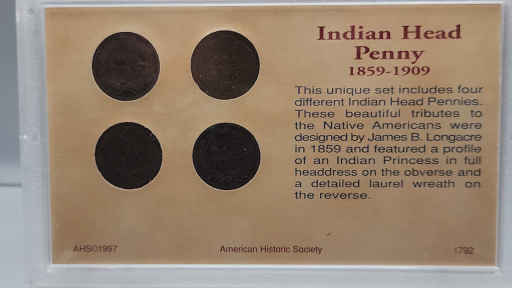 Indian Head
Penny
1859-1909
This unique set includes four
different Indian Head Pennies.
These beautiful tributes to
the Native Americans were
designed by James B. Longacre
in 1859 and featured a profile
of an Indian Princess in full
headdress on the obverse and
a detailed laurel wreath on
the reverse.
AHS©1997
American Historic Society
1792